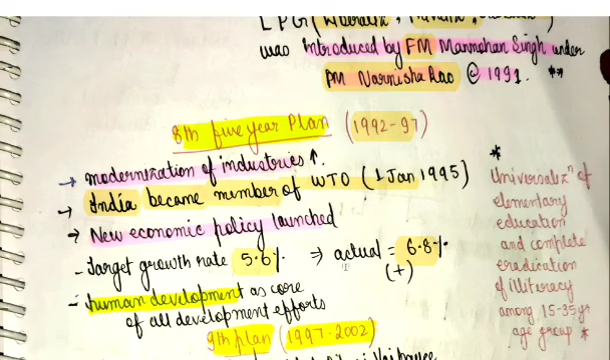 LPG (
was introduced by FM Manmohan Singh under
PM Narnisha Rao @ 1991. **
8th five year Plan (1992-97)
→ modernization of industries ↑.
→ India became member of WTO (1 Jan 1995)
→ New economic policy launched
- Target growth rate 5.6% ⇒ actual = 6.8%
(+)
- human development as core
of all development efforts
*
Universalizⁿ of
elementary
education
and complete
eradication
of illiteracy
among 15-35yr
age group *
9th plan (1997-2002)